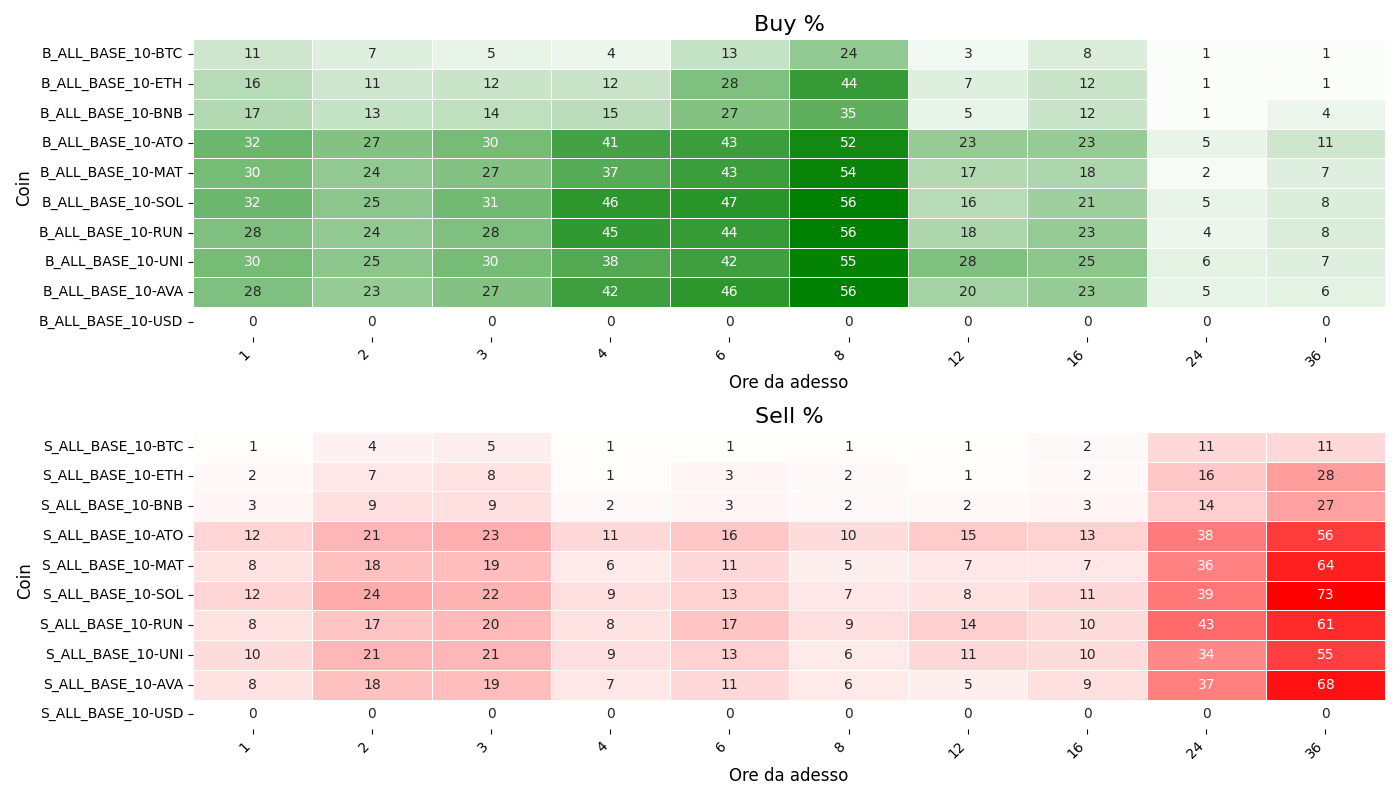 Buy %
Coin
B_ALL_BASE_10-BTC 11 7 5 4 13 24 3 8 1 1
B_ALL_BASE_10-ETH 16 11 12 12 28 44 7 12 1 1
B_ALL_BASE_10-BNB 17 13 14 15 27 35 5 12 1 4
B_ALL_BASE_10-ATO 32 27 30 41 43 52 23 23 5 11
B_ALL_BASE_10-MAT 30 24 27 37 43 54 17 18 2 7
B_ALL_BASE_10-SOL 32 25 31 46 47 56 16 21 5 8
B_ALL_BASE_10-RUN 28 24 28 45 44 56 18 23 4 8
B_ALL_BASE_10-UNI 30 25 30 38 42 55 28 25 6 7
B_ALL_BASE_10-AVA 28 23 27 42 46 56 20 23 5 6
B_ALL_BASE_10-USD 0 0 0 0 0 0 0 0 0 0
1 2 3 4 6 8 12 16 24 36
Ore da adesso
Sell %
Coin
S_ALL_BASE_10-BTC 1 4 5 1 1 1 1 2 11 11
S_ALL_BASE_10-ETH 2 7 8 1 3 2 1 2 16 28
S_ALL_BASE_10-BNB 3 9 9 2 3 2 2 3 14 27
S_ALL_BASE_10-ATO 12 21 23 11 16 10 15 13 38 56
S_ALL_BASE_10-MAT 8 18 19 6 11 5 7 7 36 64
S_ALL_BASE_10-SOL 12 24 22 9 13 7 8 11 39 73
S_ALL_BASE_10-RUN 8 17 20 8 17 9 14 10 43 61
S_ALL_BASE_10-UNI 10 21 21 9 13 6 11 10 34 55
S_ALL_BASE_10-AVA 8 18 19 7 11 6 5 9 37 68
S_ALL_BASE_10-USD 0 0 0 0 0 0 0 0 0 0
1 2 3 4 6 8 12 16 24 36
Ore da adesso